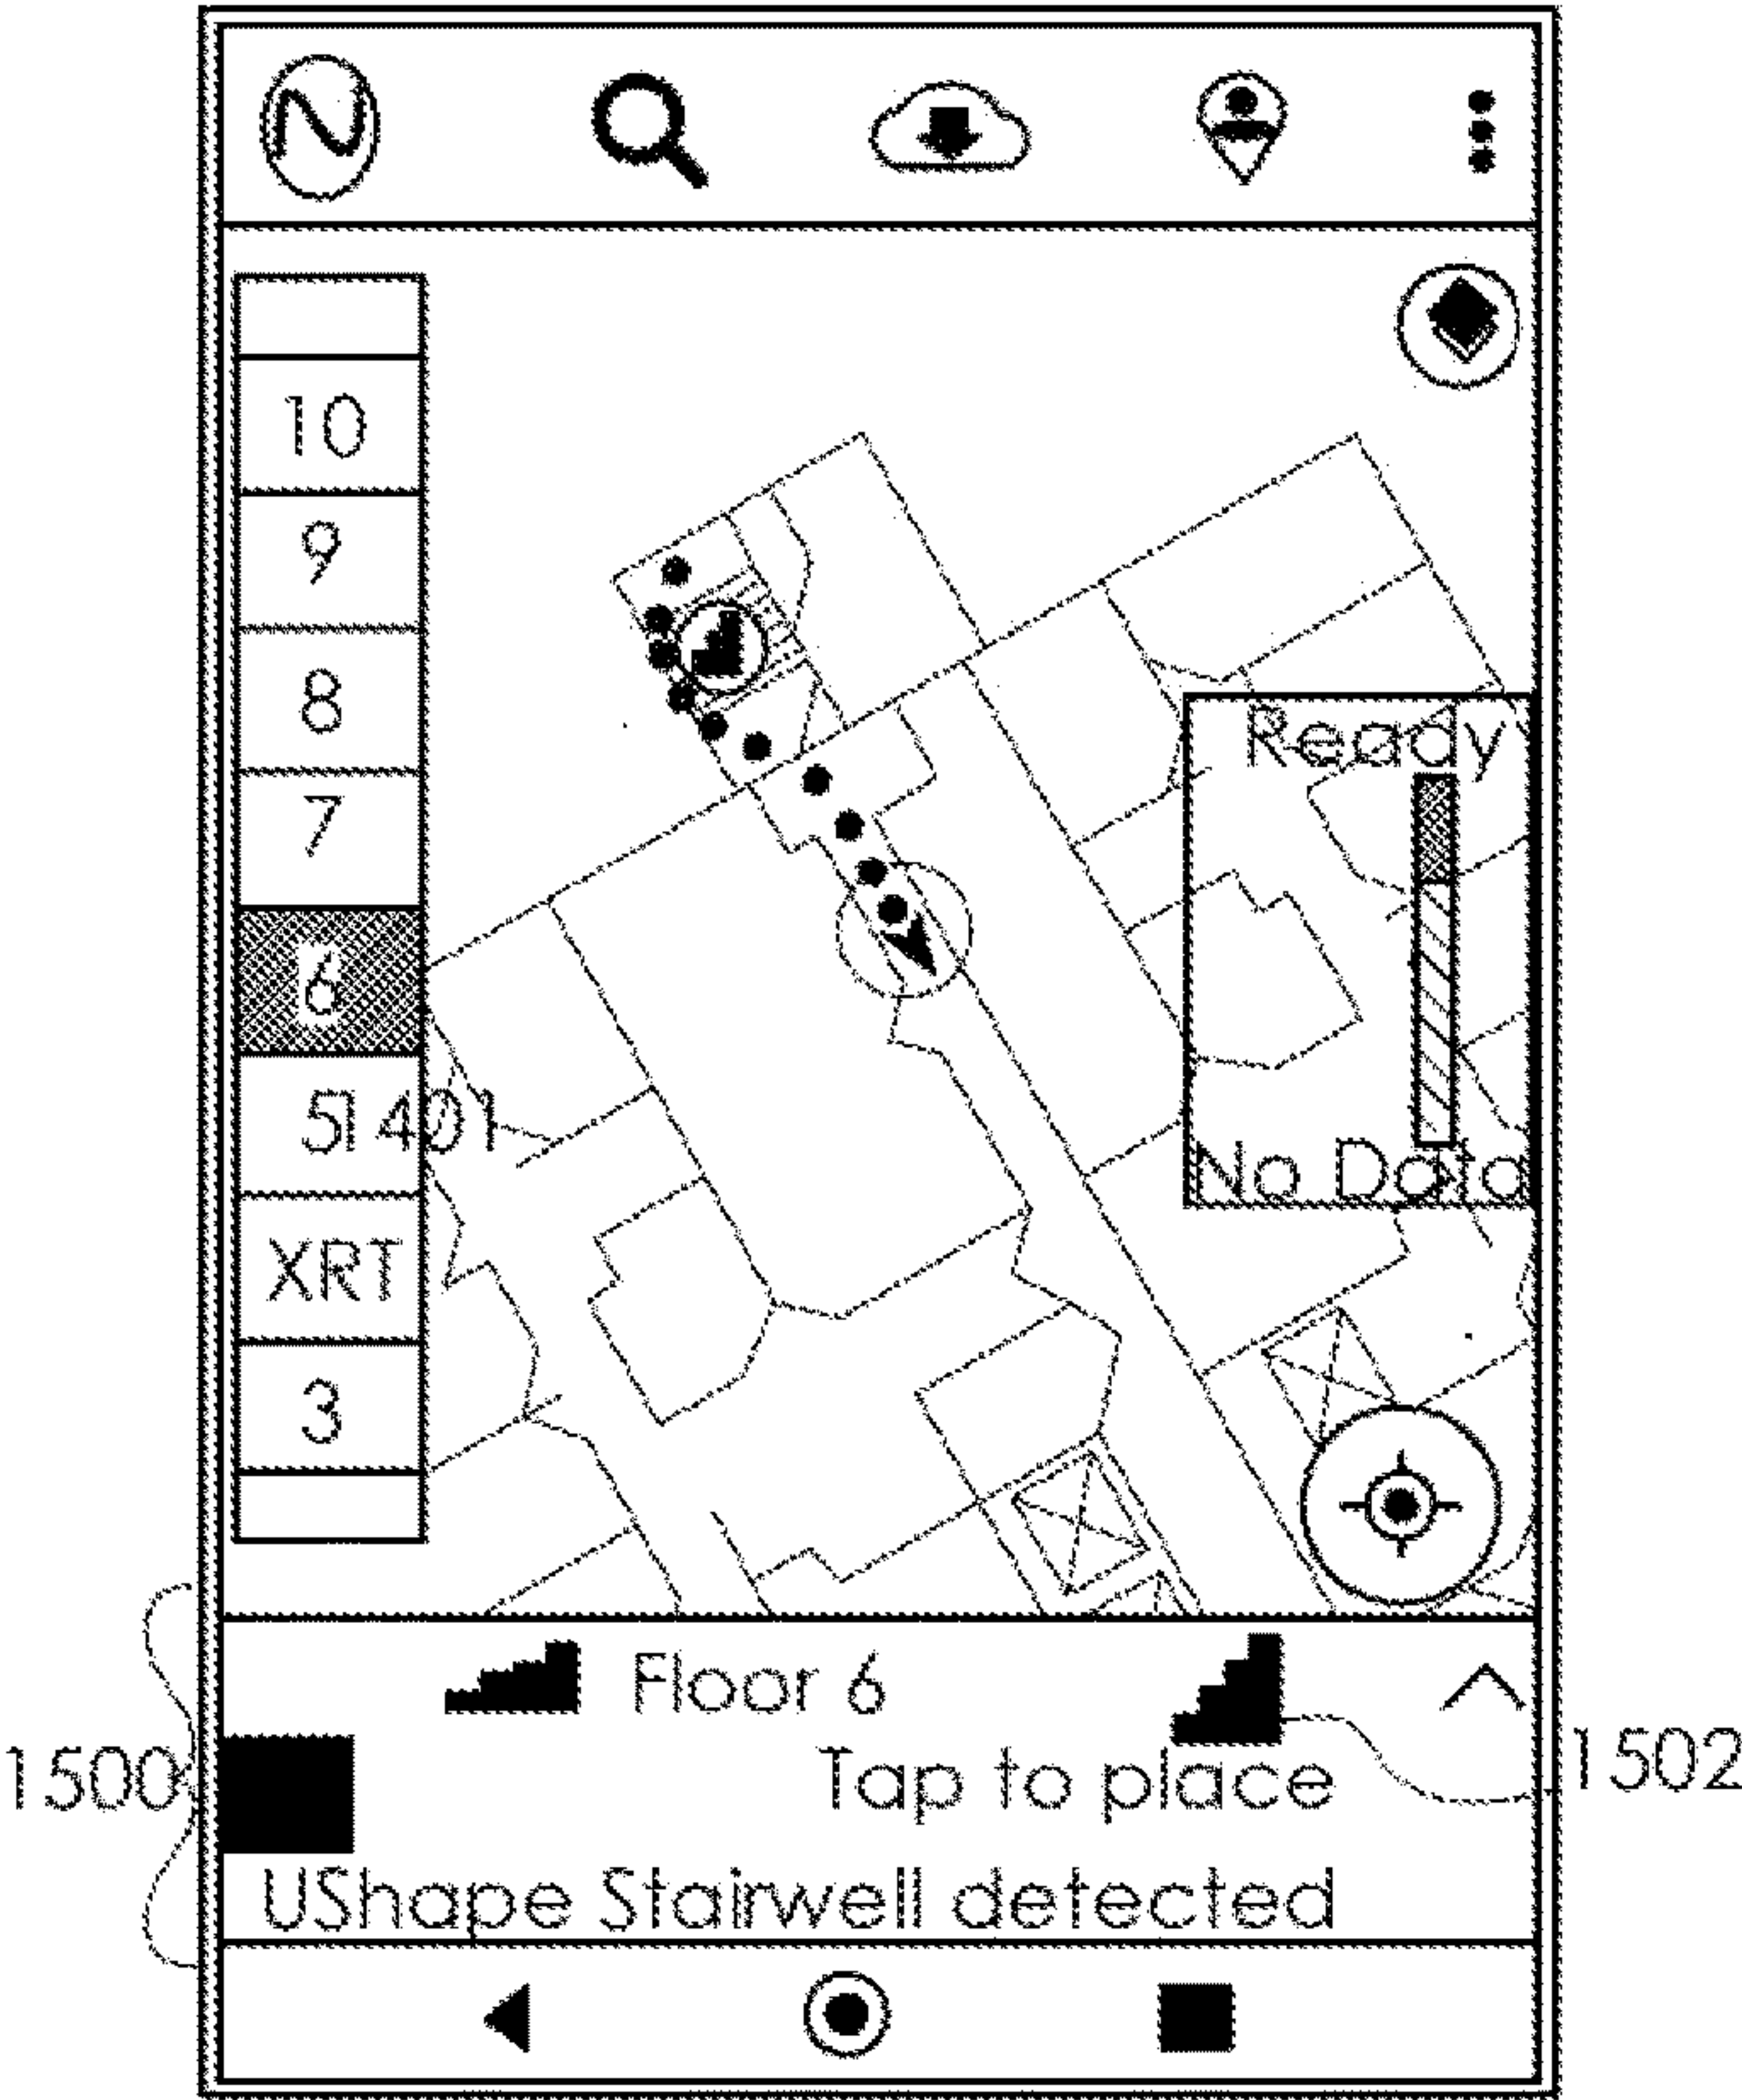 N
10
9
8
7
6
5
1401
XRT
3
Ready
No Data
Floor 6
1500
Tap to place
1502
UShape Stairwell detected